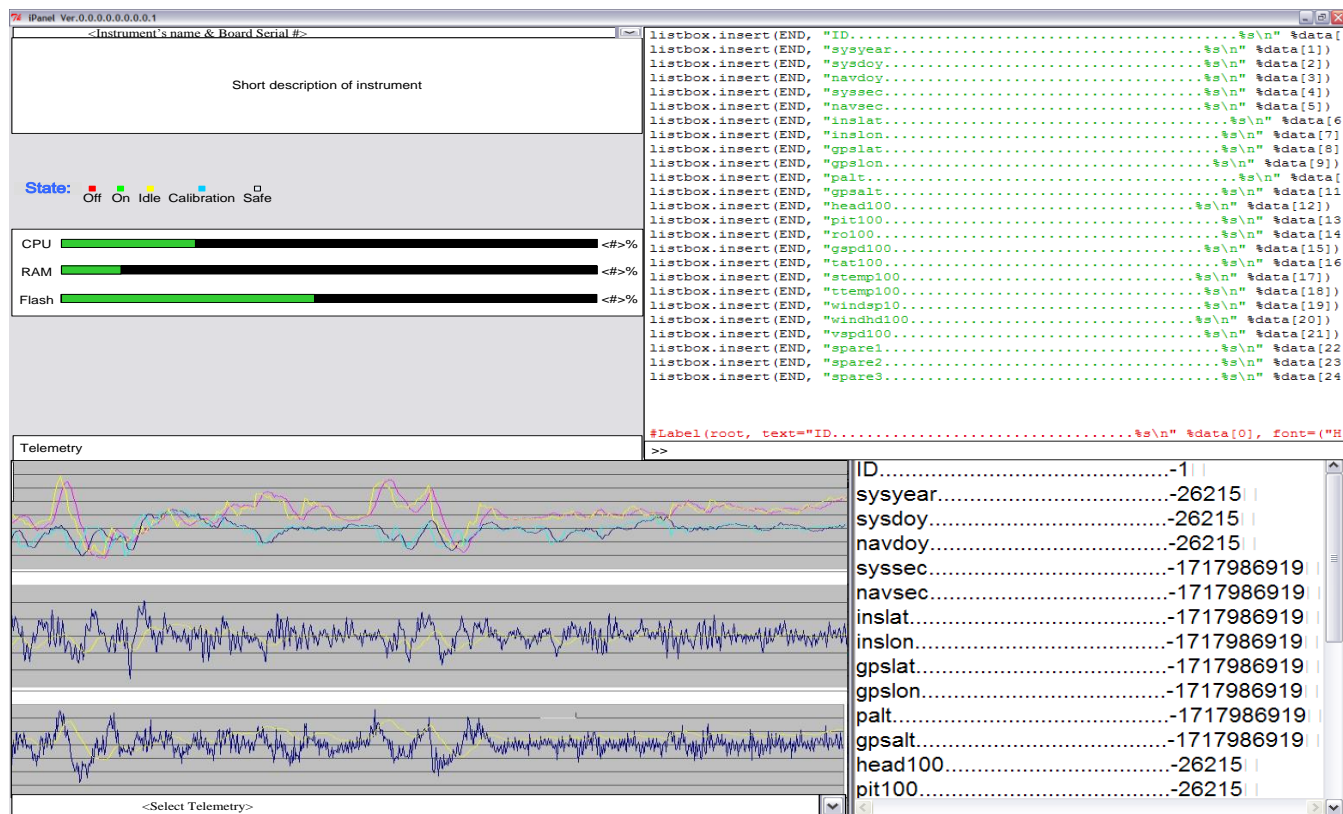 iPanel Ver.0.0.0.0.0.0.0.0.1
<Instrument's name & Board Serial #>
Short description of instrument
State:
Off On Idle Calibration Safe
CPU <#>%
RAM <#>%
Flash <#>%
Telemetry
listbox.insert(END, "ID.............................................%s\n" %data[
listbox.insert(END, "sysyear....................................%s\n" %data[1])
listbox.insert(END, "sysdoy.....................................%s\n" %data[2])
listbox.insert(END, "navdoy.....................................%s\n" %data[3])
listbox.insert(END, "syssec.....................................%s\n" %data[4])
listbox.insert(END, "navsec.....................................%s\n" %data[5])
listbox.insert(END, "inslat........................................%s\n" %data[6
listbox.insert(END, "inslon.......................................%s\n" %data[7]
listbox.insert(END, "gpslat.......................................%s\n" %data[8]
listbox.insert(END, "gpslon......................................%s\n" %data[9])
listbox.insert(END, "palt...........................................%s\n" %data[
listbox.insert(END, "gpsalt.......................................%s\n" %data[11
listbox.insert(END, "head100...................................%s\n" %data[12])
listbox.insert(END, "pit100.......................................%s\n" %data[13
listbox.insert(END, "ro100........................................%s\n" %data[14
listbox.insert(END, "gspd100....................................%s\n" %data[15])
listbox.insert(END, "tat100.......................................%s\n" %data[16
listbox.insert(END, "stemp100..................................%s\n" %data[17])
listbox.insert(END, "ttemp100...................................%s\n" %data[18])
listbox.insert(END, "windsp10...................................%s\n" %data[19])
listbox.insert(END, "windhd100.................................%s\n" %data[20])
listbox.insert(END, "vspd100....................................%s\n" %data[21])
listbox.insert(END, "spare1.......................................%s\n" %data[22
listbox.insert(END, "spare2.......................................%s\n" %data[23
listbox.insert(END, "spare3.......................................%s\n" %data[24
#Label(root, text="ID...................................%s\n" %data[0], font=("H
>>
ID............................................-1
sysyear...................................-26215
sysdoy.....................................-26215
navdoy.....................................-26215
syssec.....................................-1717986919
navsec.....................................-1717986919
inslat........................................-1717986919
inslon.......................................-1717986919
gpslat.......................................-1717986919
gpslon......................................-1717986919
palt...........................................-1717986919
gpsalt.......................................-1717986919
head100...................................-26215
pit100.......................................-26215
<Select Telemetry>